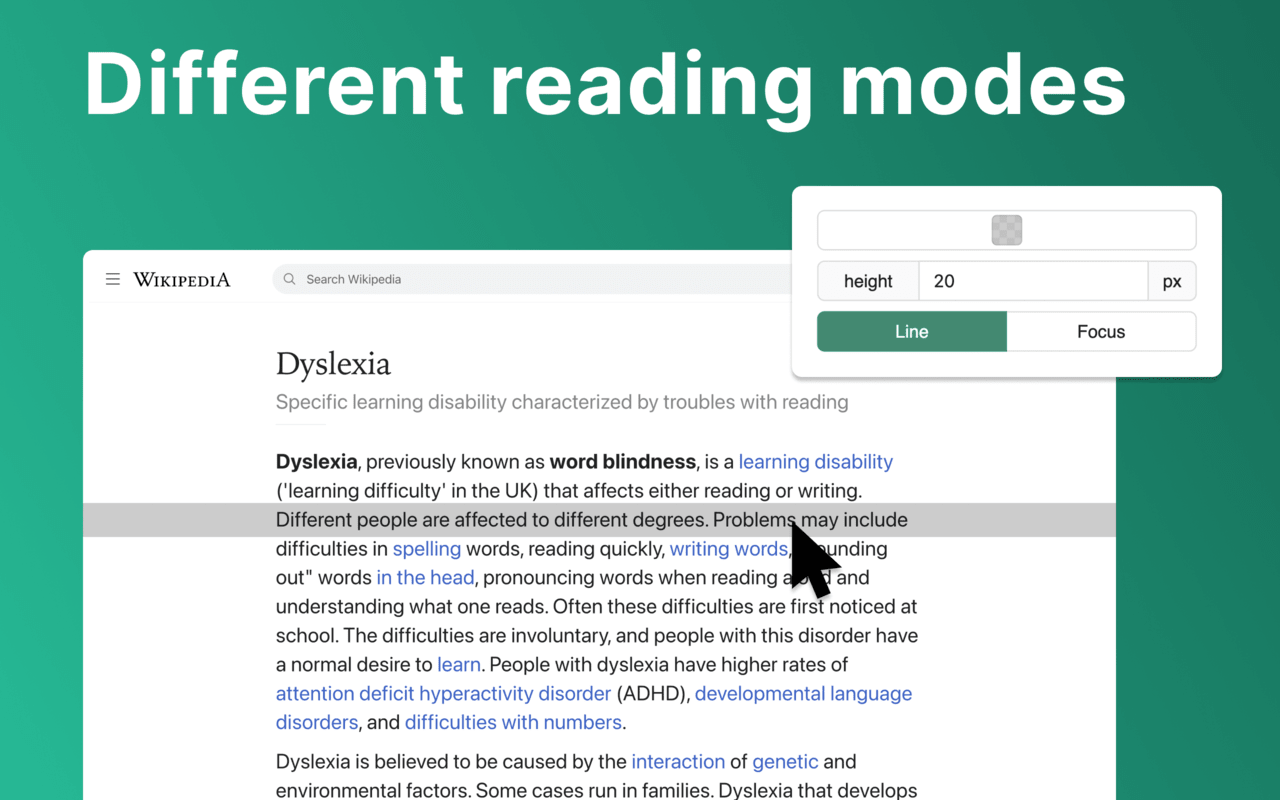 Different reading modes
height 20 px
Line Focus
WIKIPEDIA Search Wikipedia
Dyslexia
Specific learning disability characterized by troubles with reading
Dyslexia, previously known as word blindness, is a learning disability
('learning difficulty' in the UK) that affects either reading or writing.
Different people are affected to different degrees. Problems may include
difficulties in spelling words, reading quickly, writing words,
out" words in the head, pronouncing words when reading and
understanding what one reads. Often these difficulties are first noticed at
school. The difficulties are involuntary, and people with this disorder have
a normal desire to learn. People with dyslexia have higher rates of
attention deficit hyperactivity disorder (ADHD), developmental language
disorders, and difficulties with numbers.
Dyslexia is believed to be caused by the interaction of genetic and
environmental factors. Some cases run in families. Dyslexia that develops